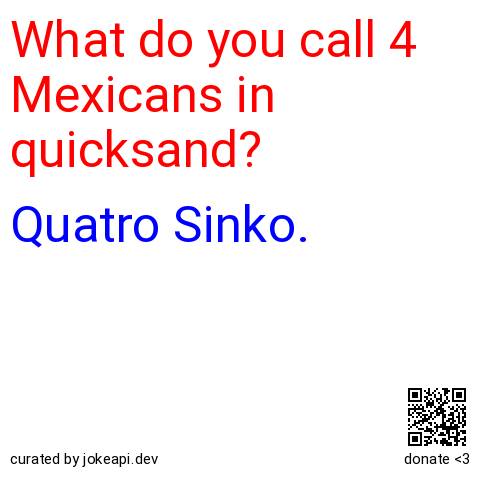 What do you call 4
Mexicans in
quicksand?
Quatro Sinko.
curated by jokeapi.dev
donate <3